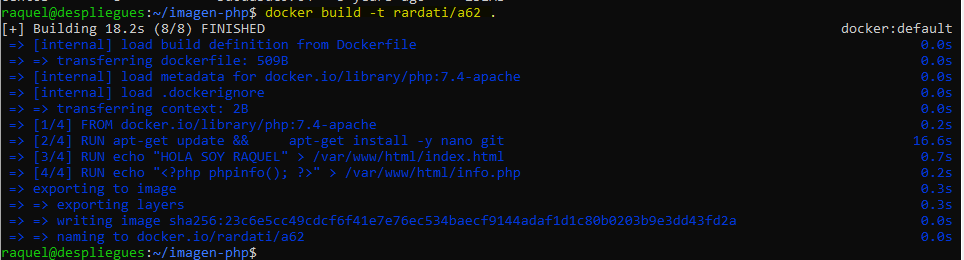 raquel@despliegues:~/imagen-php$ docker build -t rardati/a62 .
[+] Building 18.2s (8/8) FINISHED docker:default
=> [internal] load build definition from Dockerfile 0.0s
=> => transferring dockerfile: 509B 0.0s
=> [internal] load metadata for docker.io/library/php:7.4-apache 0.0s
=> [internal] load .dockerignore 0.0s
=> => transferring context: 2B 0.0s
=> [1/4] FROM docker.io/library/php:7.4-apache 0.2s
=> [2/4] RUN apt-get update &&     apt-get install -y nano git 16.6s
=> [3/4] RUN echo "HOLA SOY RAQUEL" > /var/www/html/index.html 0.7s
=> [4/4] RUN echo "<?php phpinfo(); ?>" > /var/www/html/info.php 0.2s
=> exporting to image 0.3s
=> => exporting layers 0.3s
=> => writing image sha256:23c6e5cc49cdcf6f41e7e76ec534baecf9144adaf1d1c80b0203b9e3dd43fd2a 0.0s
=> => naming to docker.io/rardati/a62 0.0s
raquel@despliegues:~/imagen-php$